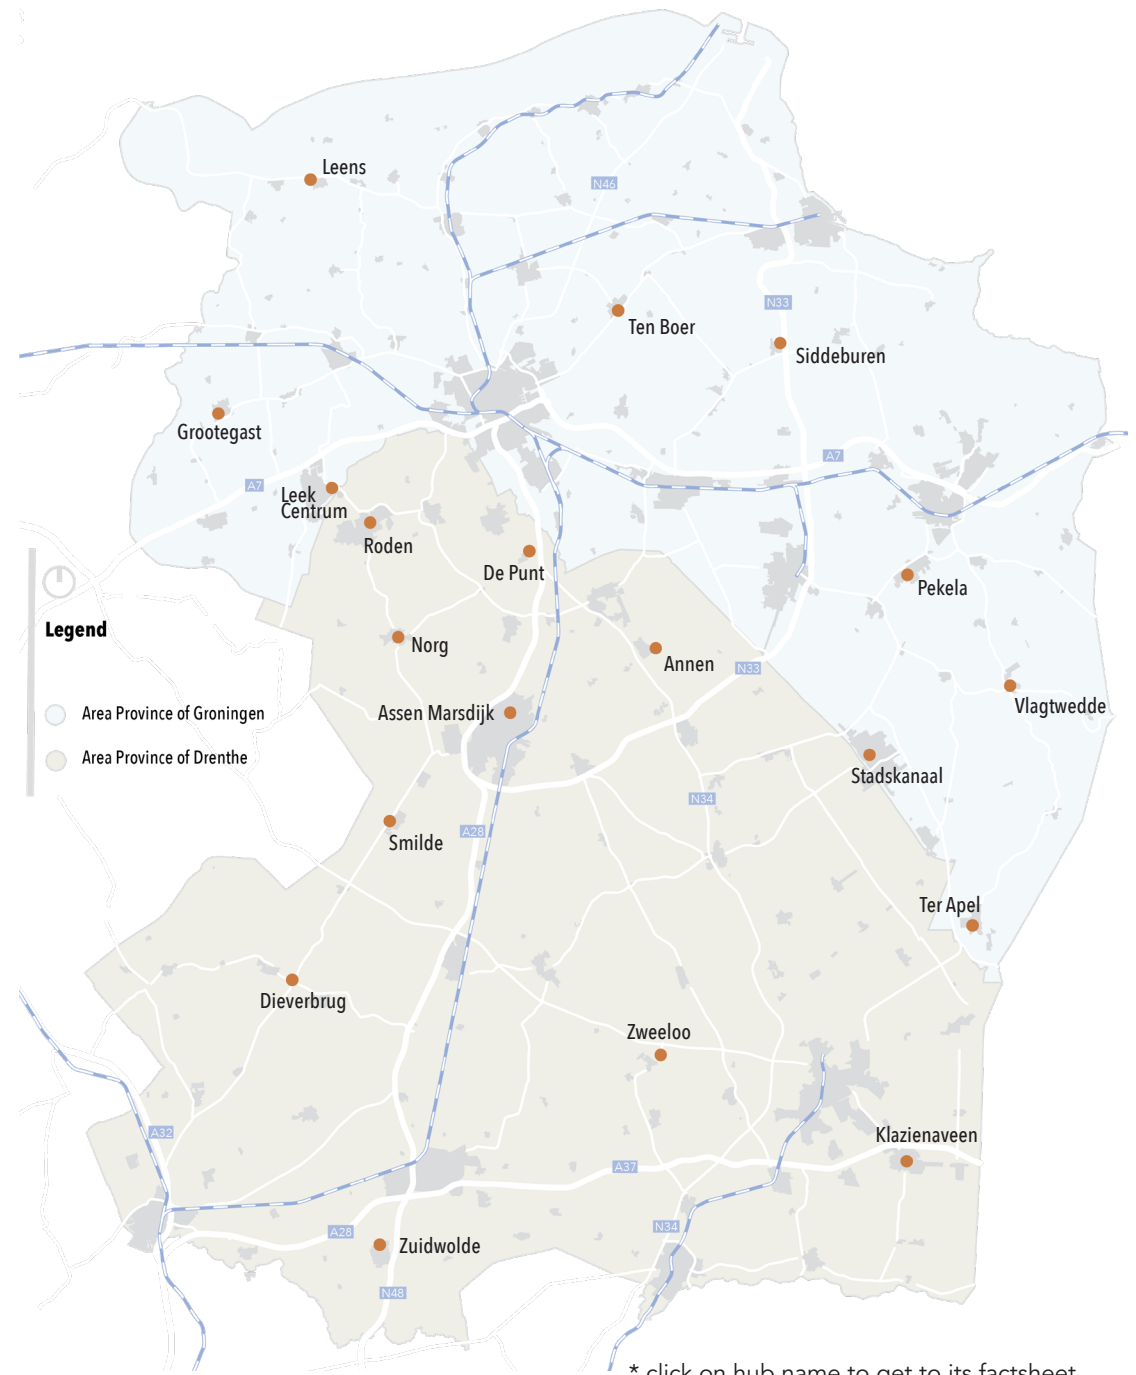 Leens
N46
N33
Ten Boer
Siddeburen
Grootegast
A7
A7
Leek
Centrum
Roden
De Punt
Pekela
Legend
Norg
Annen
N33
Vlagtwedde
Area Province of Groningen
Assen Marsdijk
Area Province of Drenthe
Stadskanaal
N34
A28
Smilde
Ter Apel
Dieverbrug
Zweeloo
A32
Klazienaveen
A37
N34
A28
Zuidwolde
N48
* click on hub name to get to its factsheet